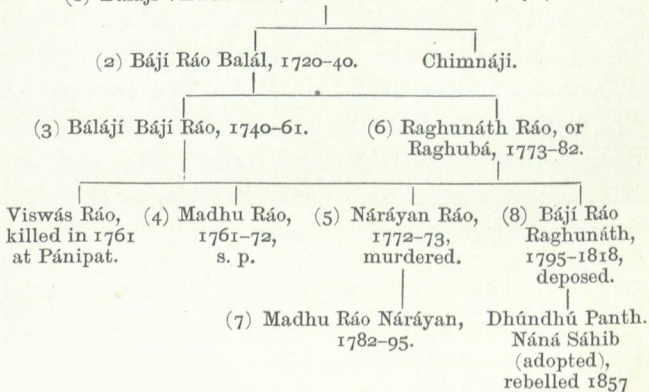 (2) Bájí Ráo Balál, 1720–40. Chimnáji.
(3) Bálájí Bájí Ráo, 1740–61. (6) Raghunáth Ráo, or
Raghubá, 1773–82.
Viswás Ráo, (4) Madhu Ráo, (5) Náráyan Ráo, (8) Bájí Ráo
killed in 1761 1761–72, 1772–73, Raghunáth,
at Pánipat. s. p. murdered. 1795–1818,
deposed.
(7) Madhu Ráo Náráyan, Dhúndhú Panth.
1782–95. Náná Sáhib
(adopted),
rebelled 1857